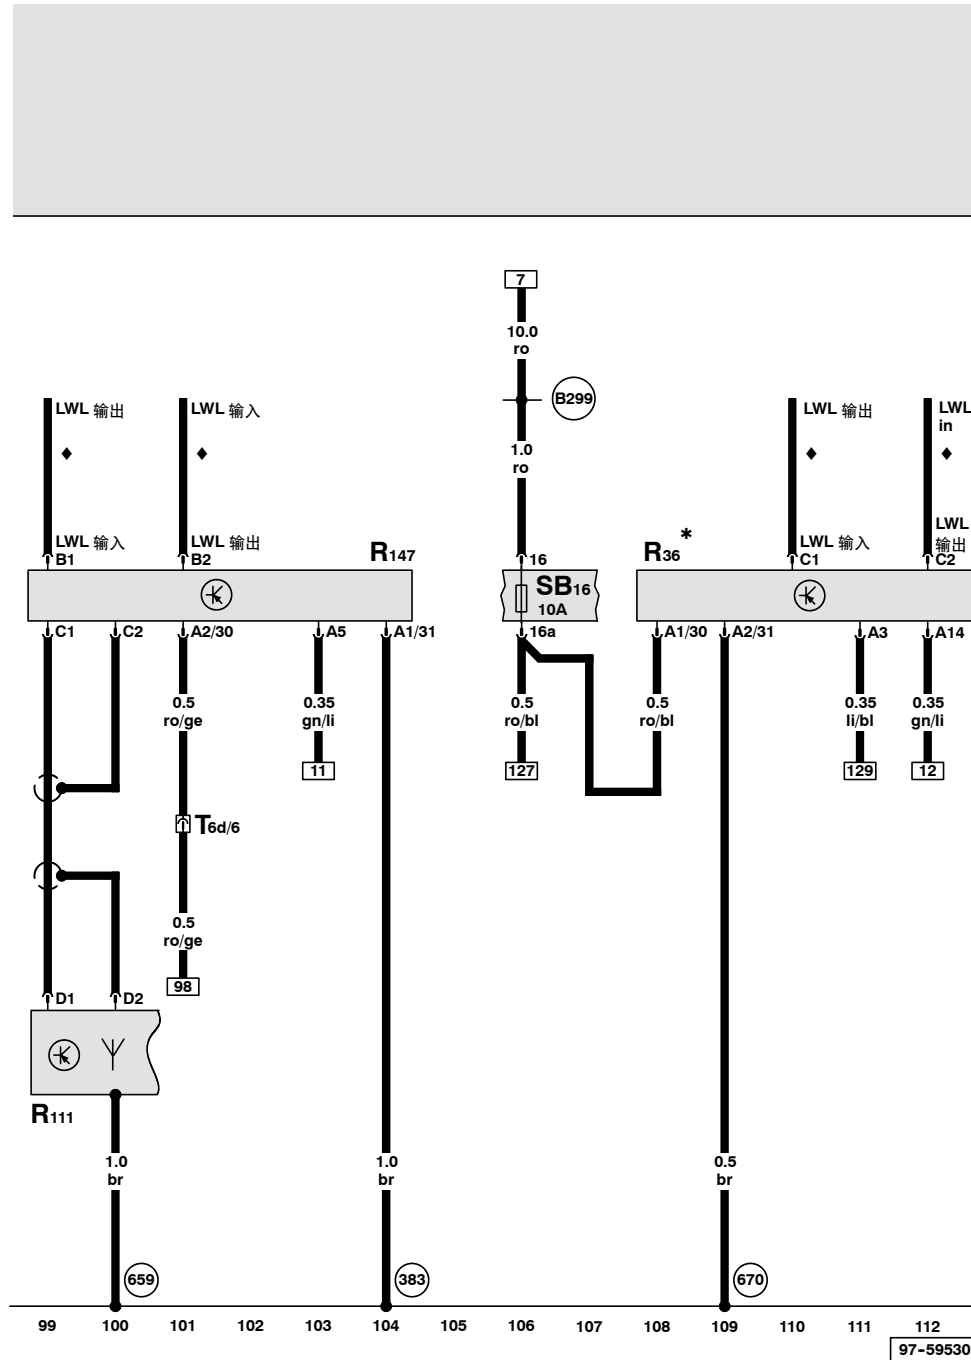 7
10.0
ro
B299
LWL 输出
LWL 输入
LWL 输出
LWL
in
1.0
ro
LWL 输入
B1
LWL 输出
B2
R147
16
R36 *
LWL 输入
C1
LWL
输出
C2
SB16
10A
C1
C2
A2/30
A5
A1/31
16a
A1/30
A2/31
A3
A14
0.5
ro/ge
0.35
gn/li
0.5
ro/bl
0.5
ro/bl
0.35
li/bl
0.35
gn/li
11
127
129
12
T6d/6
0.5
ro/ge
98
D1
D2
R111
1.0
br
1.0
br
0.5
br
659
383
670
99 100 101 102 103 104 105 106 107 108 109 110 111 112
97-59530